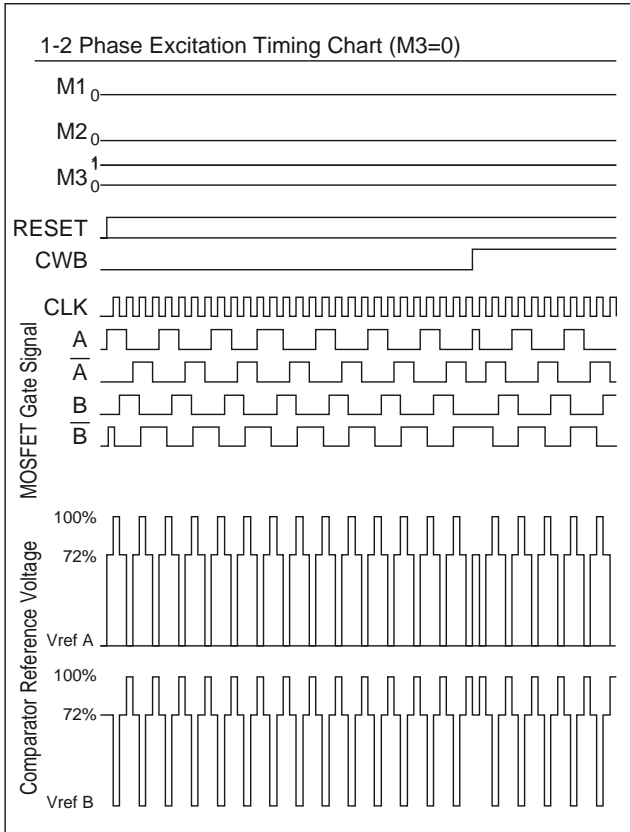 1-2 Phase Excitation Timing Chart (M3=0)
M1 0
M2 0
M3 1 0
RESET
CWB
CLK
MOSFET Gate Signal
A
A̅
B
B̅
Comparator Reference Voltage
100%
72%
Vref A
100%
72%
Vref B